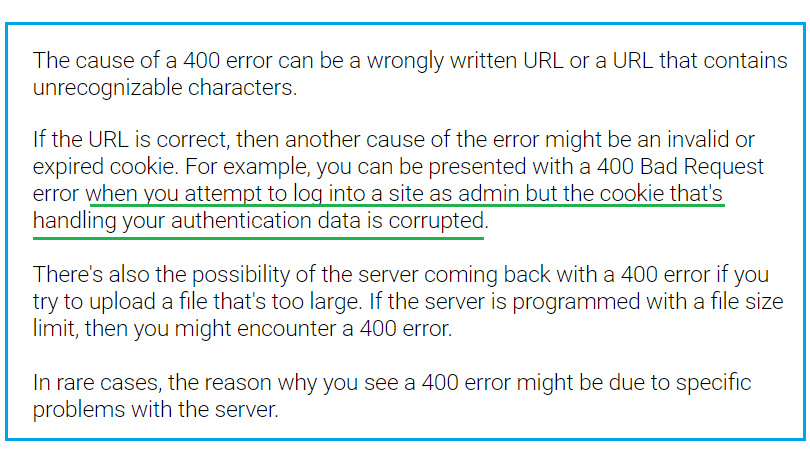 The cause of a 400 error can be a wrongly written URL or a URL that contains
unrecognizable characters.
If the URL is correct, then another cause of the error might be an invalid or
expired cookie. For example, you can be presented with a 400 Bad Request
error when you attempt to log into a site as admin but the cookie that's
handling your authentication data is corrupted.
There's also the possibility of the server coming back with a 400 error if you
try to upload a file that's too large. If the server is programmed with a file size
limit, then you might encounter a 400 error.
In rare cases, the reason why you see a 400 error might be due to specific
problems with the server.